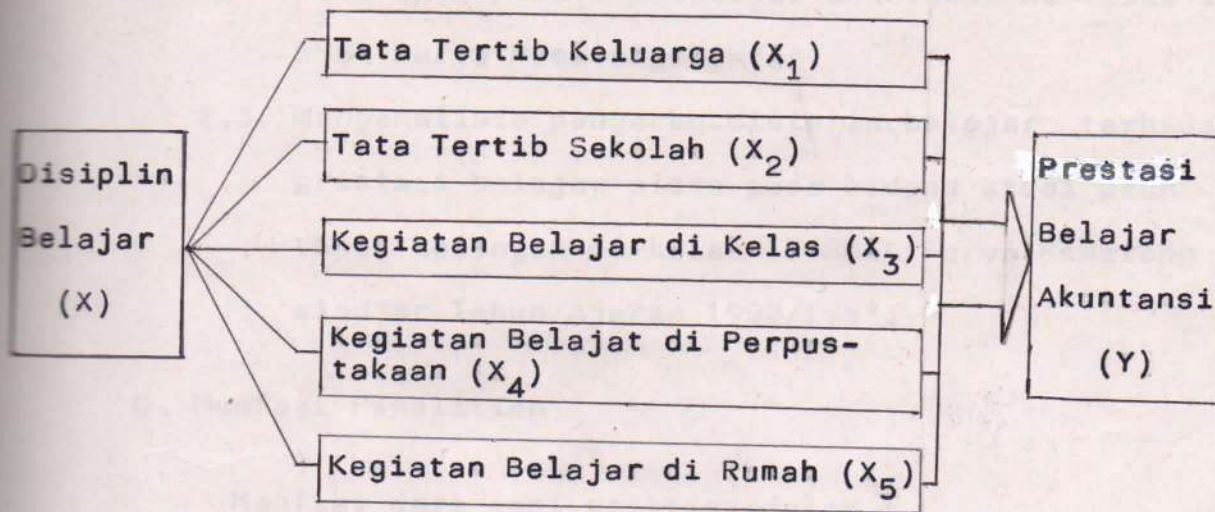 Disiplin
Belajar
(X)
Tata Tertib Keluarga (X₁)
Tata Tertib Sekolah (X₂)
Kegiatan Belajar di Kelas (X₃)
Kegiatan Belajat di Perpus-
takaan (X₄)
Kegiatan Belajar di Rumah (X₅)
Prestasi
Belajar
Akuntansi
(Y)